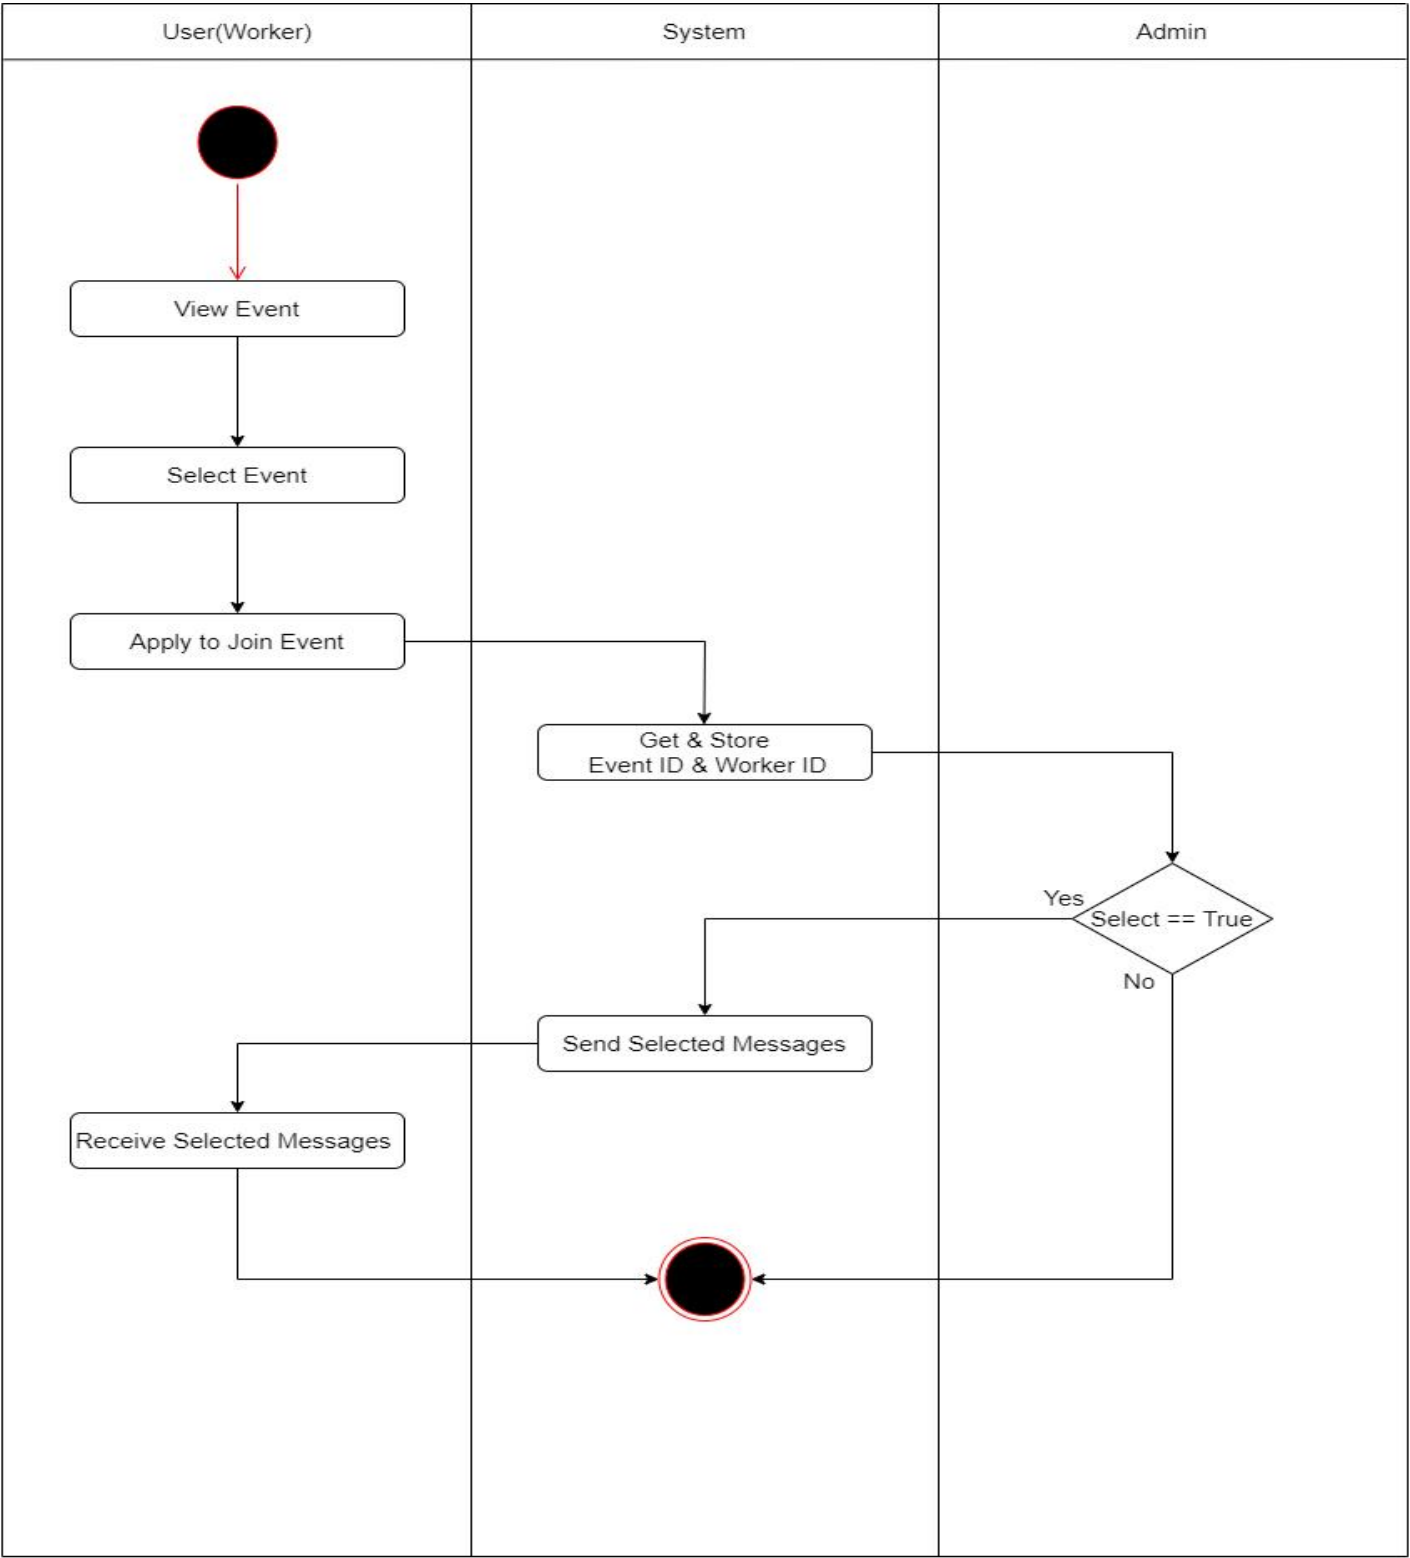 User(Worker)
System
Admin
View Event
Select Event
Apply to Join Event
Get & Store
Event ID & Worker ID
Yes
Select == True
No
Send Selected Messages
Receive Selected Messages